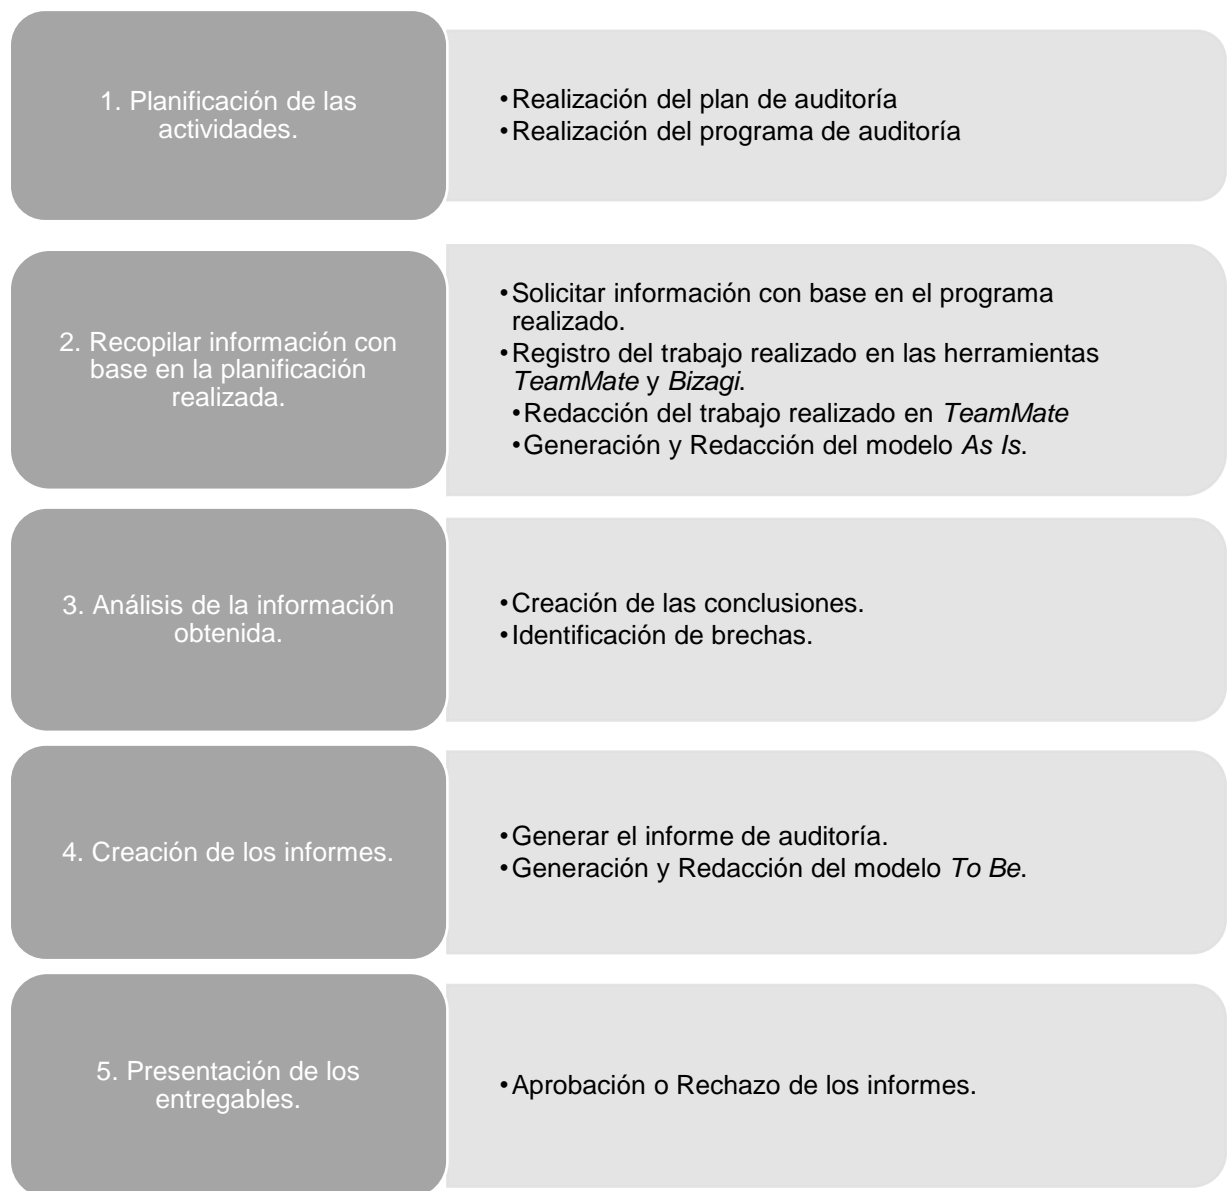 1. Planificación de las
actividades.
•Realización del plan de auditoría
•Realización del programa de auditoría
2. Recopilar información con
base en la planificación
realizada.
•Solicitar información con base en el programa
realizado.
•Registro del trabajo realizado en las herramientas
TeamMate y Bizagi.
•Redacción del trabajo realizado en TeamMate
•Generación y Redacción del modelo As Is.
3. Análisis de la información
obtenida.
•Creación de las conclusiones.
•Identificación de brechas.
4. Creación de los informes.
•Generar el informe de auditoría.
•Generación y Redacción del modelo To Be.
5. Presentación de los
entregables.
•Aprobación o Rechazo de los informes.